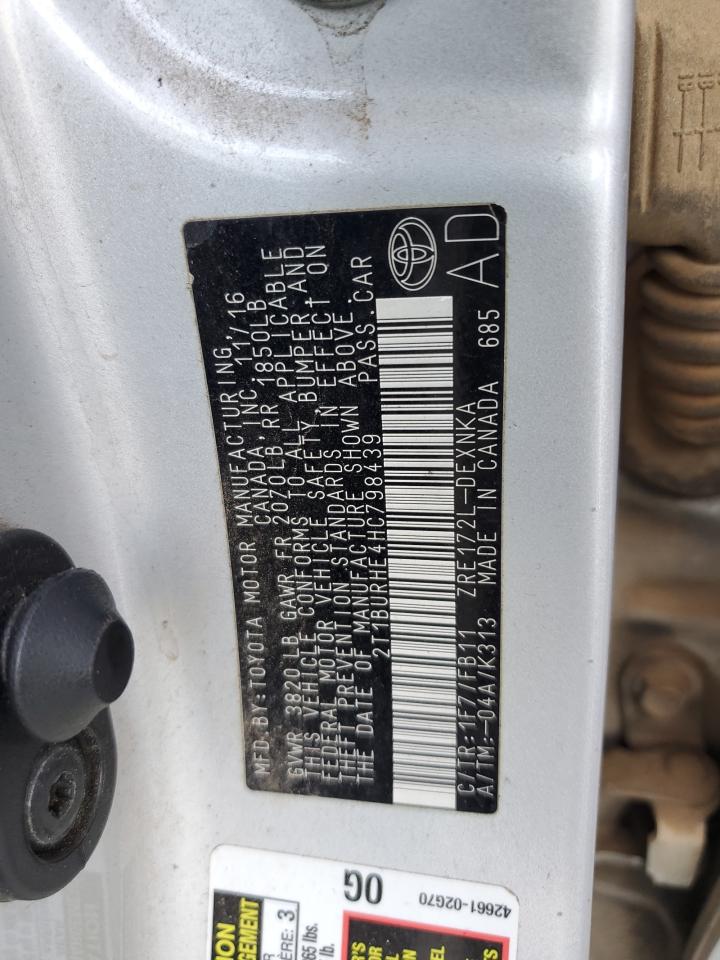 MFD BY:TOYOTA MOTOR MANUFACTURING,
CANADA, INC. 11/16
GVWR 3820LB GAWR FR 2070LB RR 1850LB
THIS VEHICLE CONFORMS TO ALL APPLICABLE
FEDERAL MOTOR VEHICLE SAFETY, BUMPER, AND
THEFT PREVENTION STANDARDS IN EFFECT ON
THE DATE OF MANUFACTURE SHOWN ABOVE.
2T1BURHE4HC798439 PASS.CAR
C/TR:1F7/FB11 ZRE172L-DEXNKA
A/TM:-04A/K313 MADE IN CANADA 685
AD
OG
42661-02G70